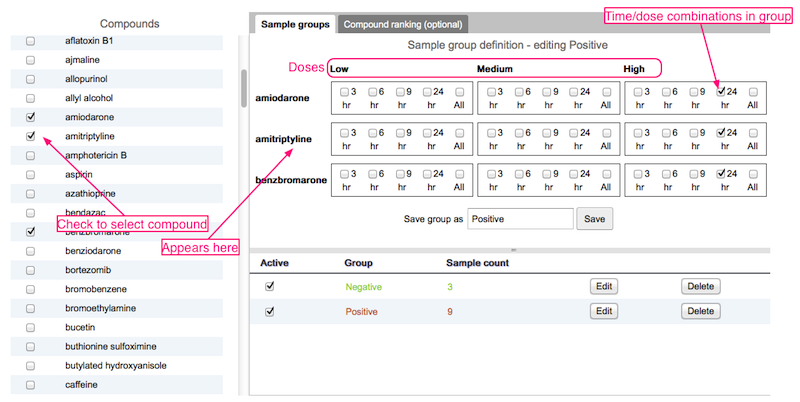 Compounds
aflatoxin B1
ajmaline
allopurinol
allyl alcohol
amiodarone
amitriptyline
amphotericin B
aspirin
azathioprine
bendazac
benzbromarone
benziodarone
bortezomib
bromobenzene
bromoethylamine
bucetin
buthionine sulfoximine
butylated hydroxyanisole
caffeine
Check to select compound
Appears here
Time/dose combinations in group
Sample groups Compound ranking (optional)
Sample group definition - editing Positive
Doses Low Medium High
amiodarone 3 hr 6 hr 9 hr 24 hr All 3 hr 6 hr 9 hr 24 hr All 3 hr 6 hr 9 hr 24 hr All
amitriptyline 3 hr 6 hr 9 hr 24 hr All 3 hr 6 hr 9 hr 24 hr All 3 hr 6 hr 9 hr 24 hr All
benzbromarone 3 hr 6 hr 9 hr 24 hr All 3 hr 6 hr 9 hr 24 hr All 3 hr 6 hr 9 hr 24 hr All
Save group as Positive Save
Active Group Sample count
Negative 3 Edit Delete
Positive 9 Edit Delete